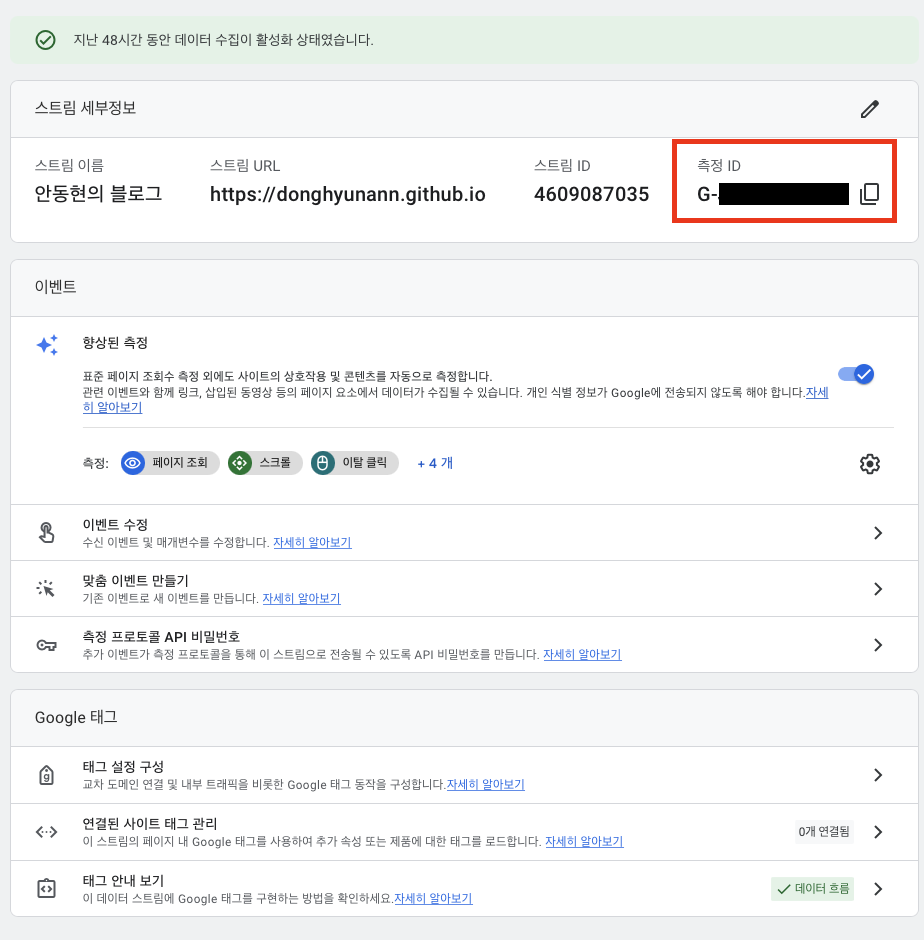 지난 48시간 동안 데이터 수집이 활성화 상태였습니다.
스트림 세부정보
스트림 이름
안동현의 블로그
스트림 URL
https://donghyunann.github.io
스트림 ID
4609087035
측정 ID
G-
이벤트
향상된 측정
표준 페이지 조회수 측정 외에도 사이트의 상호작용 및 콘텐츠를 자동으로 측정합니다.
관련 이벤트와 함께 링크, 삽입된 동영상 등의 페이지 요소에서 데이터가 수집될 수 있습니다. 개인 식별 정보가 Google에 전송되지 않도록 해야 합니다.자세
히 알아보기
측정: 페이지 조회 스크롤 이탈 클릭 + 4 개
이벤트 수정
수신 이벤트 및 매개변수를 수정합니다. 자세히 알아보기
맞춤 이벤트 만들기
기존 이벤트로 새 이벤트를 만듭니다. 자세히 알아보기
측정 프로토콜 API 비밀번호
추가 이벤트가 측정 프로토콜을 통해 이 스트림으로 전송될 수 있도록 API 비밀번호를 만듭니다. 자세히 알아보기
Google 태그
태그 설정 구성
교차 도메인 연결 및 내부 트래픽을 비롯한 Google 태그 동작을 구성합니다.자세히 알아보기
연결된 사이트 태그 관리
이 스트림의 페이지 내 Google 태그를 사용하여 추가 속성 또는 제품에 대한 태그를 로드합니다. 자세히 알아보기
0개 연결됨
태그 안내 보기
이 데이터 스트림에 Google 태그를 구현하는 방법을 확인하세요.자세히 알아보기
데이터 흐름